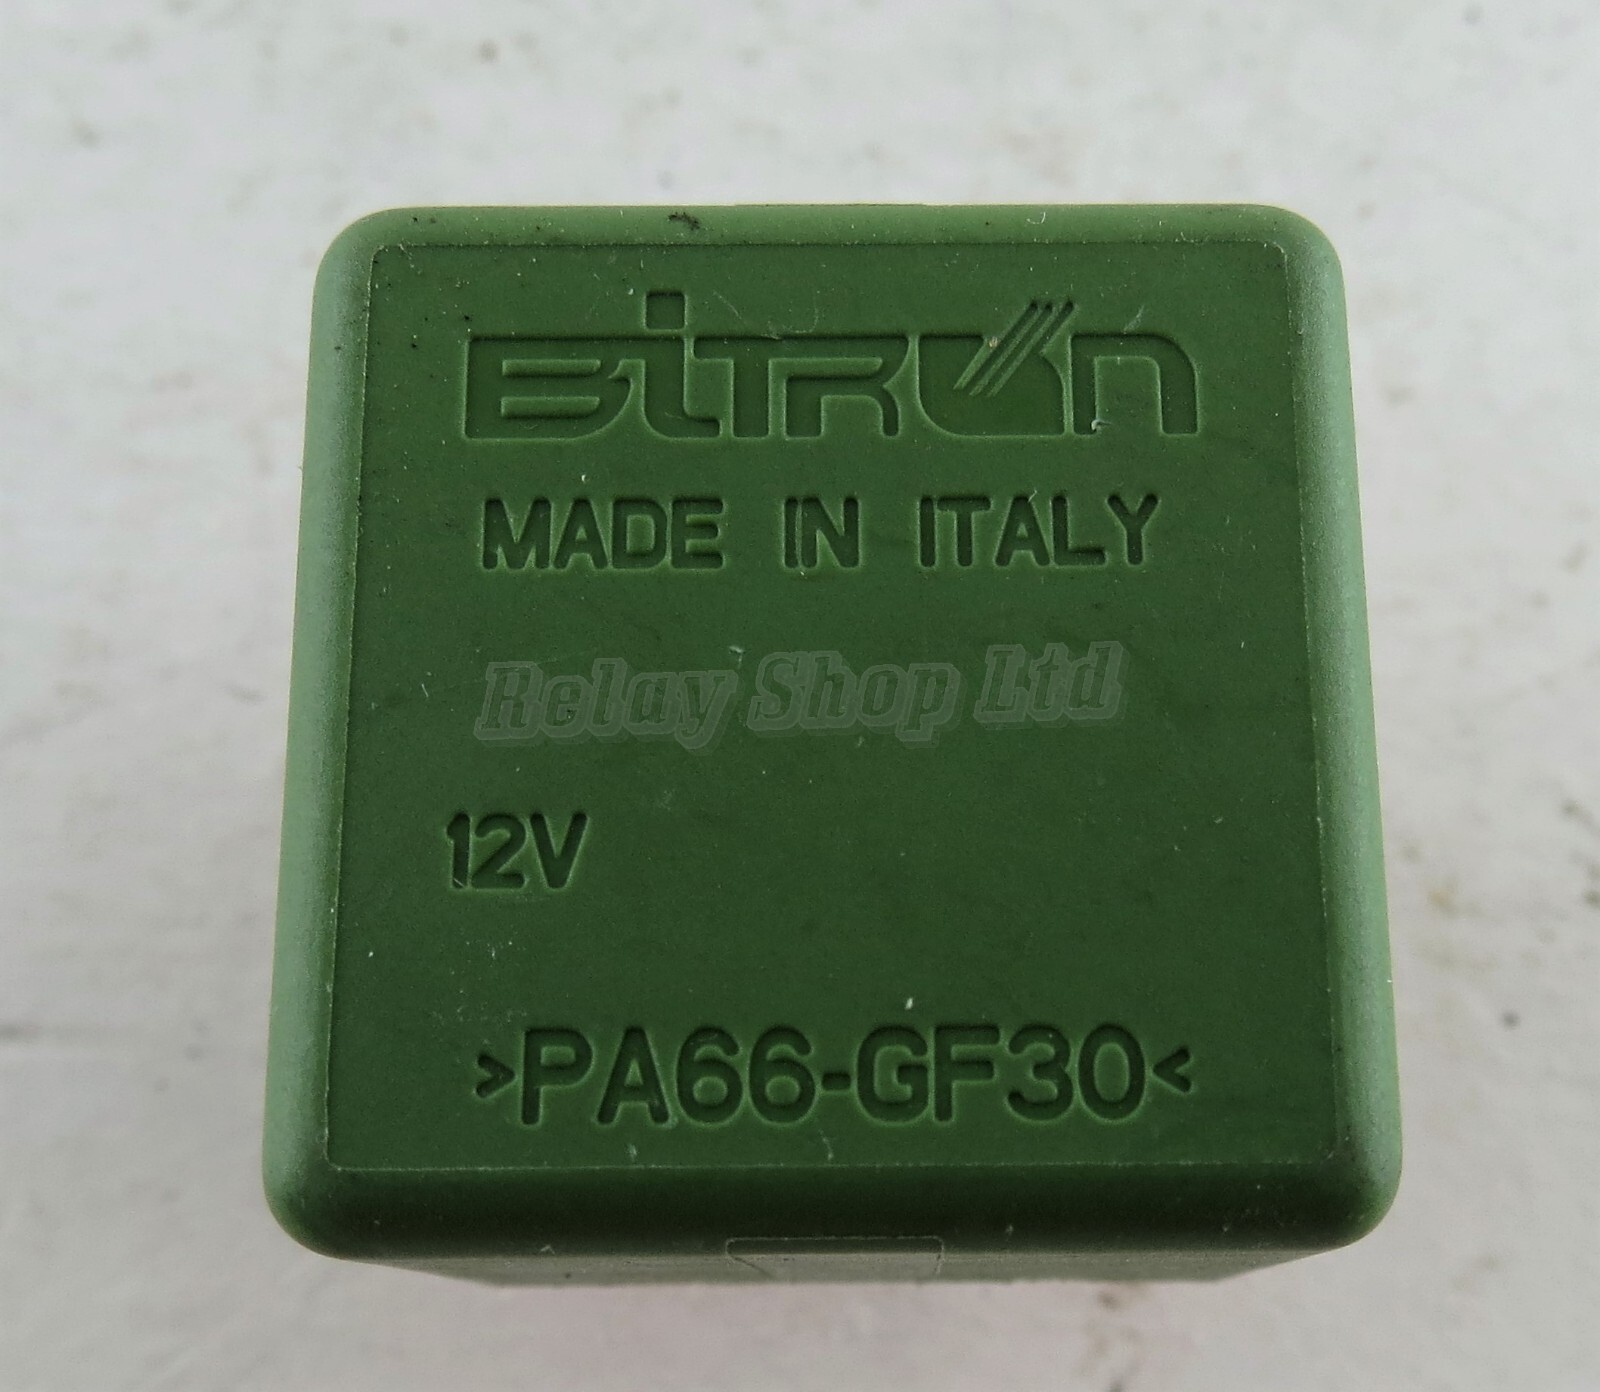 BiTRON
MADE IN ITALY
Relay Shop Ltd
12V
>PA66-GF30<